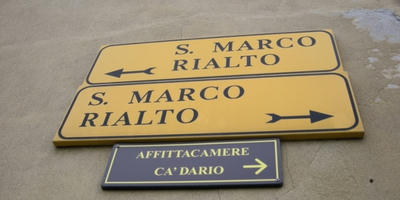 S. MARCO
RIALTO
S. MARCO
RIALTO
AFFITTACAMERE
CA' DARIO